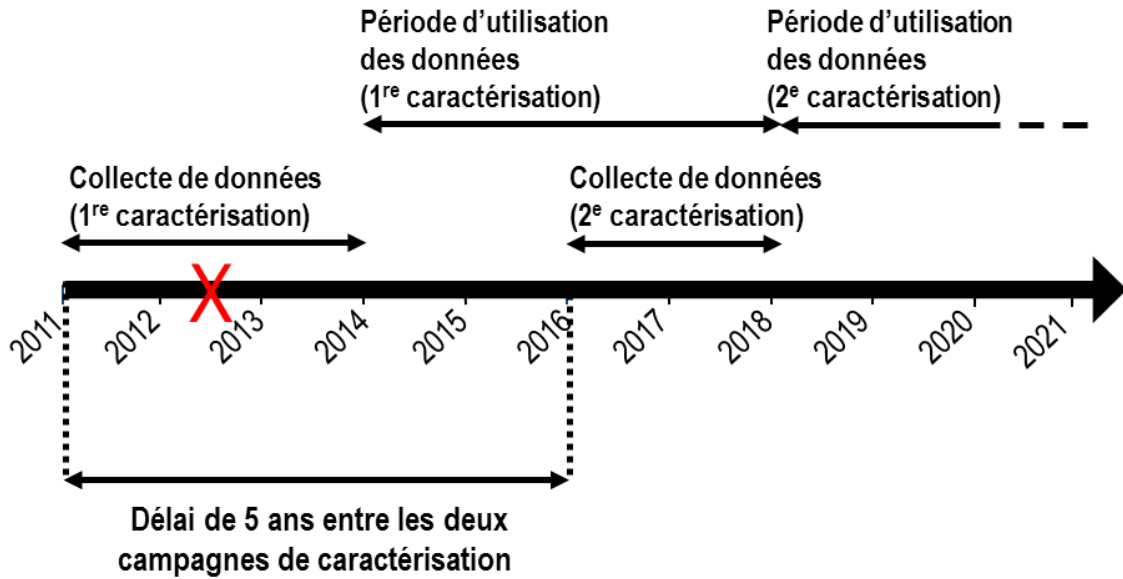 Période d’utilisation
des données
(1re caractérisation)
Période d’utilisation
des données
(2e caractérisation)
Collecte de données
(1re caractérisation)
Collecte de données
(2e caractérisation)
X
2011
2012
2013
2014
2015
2016
2017
2018
2019
2020
2021
Délai de 5 ans entre les deux
campagnes de caractérisation